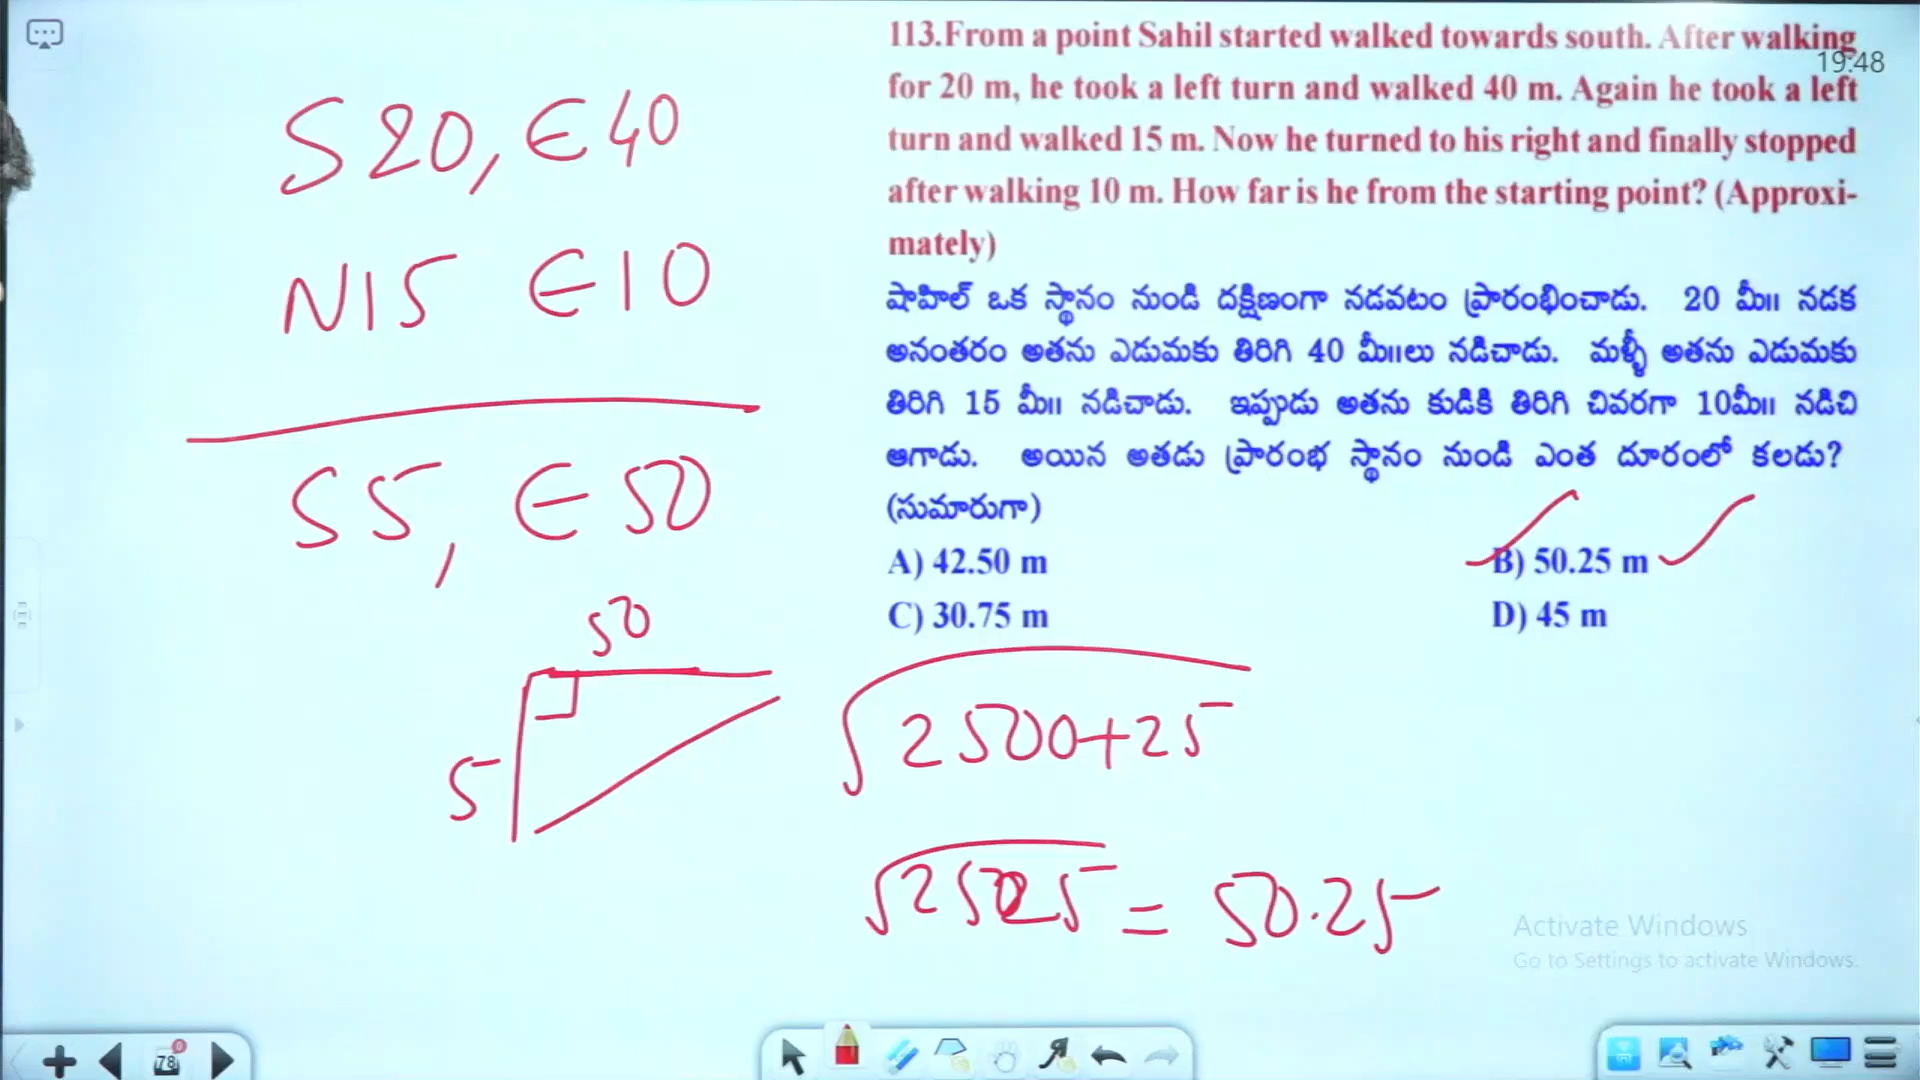 113.From a point Sahil started walked towards south. After walking
19:48
for 20 m, he took a left turn and walked 40 m. Again he took a left
turn and walked 15 m. Now he turned to his right and finally stopped
after walking 10 m. How far is he from the starting point? (Approxi-
mately)
షాహిల్ ఒక స్థానం నుండి దక్షిణంగా నడవటం ప్రారంభించాడు. 20 మీ॥ నడక
అనంతరం అతను ఎడుమకు తిరిగి 40 మీ॥లు నడిచాడు. మళ్ళీ అతను ఎడుమకు
తిరిగి 15 మీ॥ నడిచాడు. ఇప్పుడు అతను కుడికి తిరిగి చివరగా 10మీ॥ నడిచి
ఆగాడు. అయిన అతడు ప్రారంభ స్థానం నుండి ఎంత దూరంలో కలడు?
(సుమారుగా)
A) 42.50 m B) 50.25 m
C) 30.75 m D) 45 m
S20, E40
N15 E10
S5, E50
50
5
√2500+25
√2525 = 50.25
Activate Windows
Go to Settings to activate Windows.
78
0